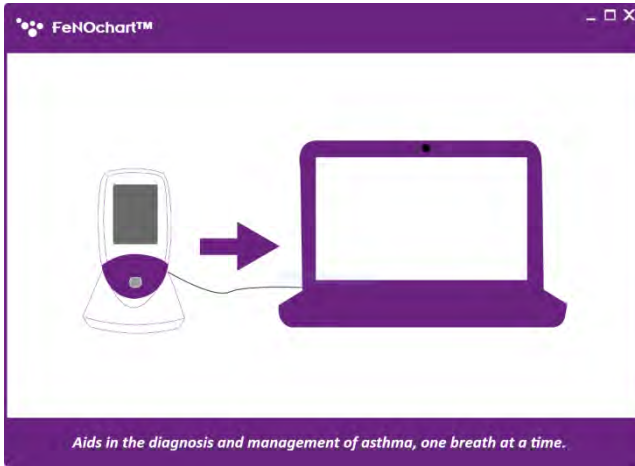 FeNOchart™
Aids in the diagnosis and management of asthma, one breath at a time.